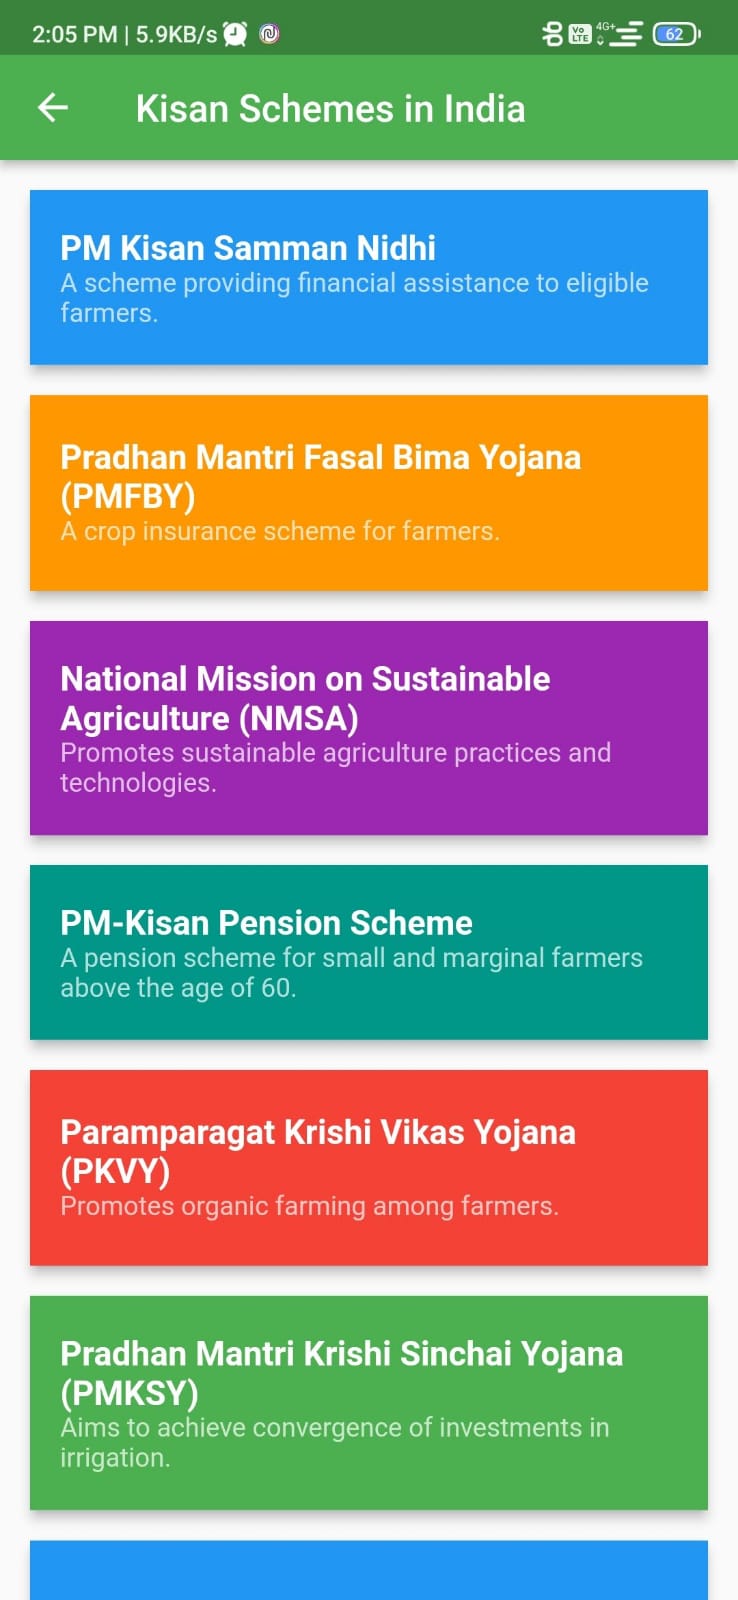 2:05 PM | 5.9KB/s
Vo LTE 4G+ 62
Kisan Schemes in India
PM Kisan Samman Nidhi
A scheme providing financial assistance to eligible
farmers.
Pradhan Mantri Fasal Bima Yojana
(PMFBY)
A crop insurance scheme for farmers.
National Mission on Sustainable
Agriculture (NMSA)
Promotes sustainable agriculture practices and
technologies.
PM-Kisan Pension Scheme
A pension scheme for small and marginal farmers
above the age of 60.
Paramparagat Krishi Vikas Yojana
(PKVY)
Promotes organic farming among farmers.
Pradhan Mantri Krishi Sinchai Yojana
(PMKSY)
Aims to achieve convergence of investments in
irrigation.